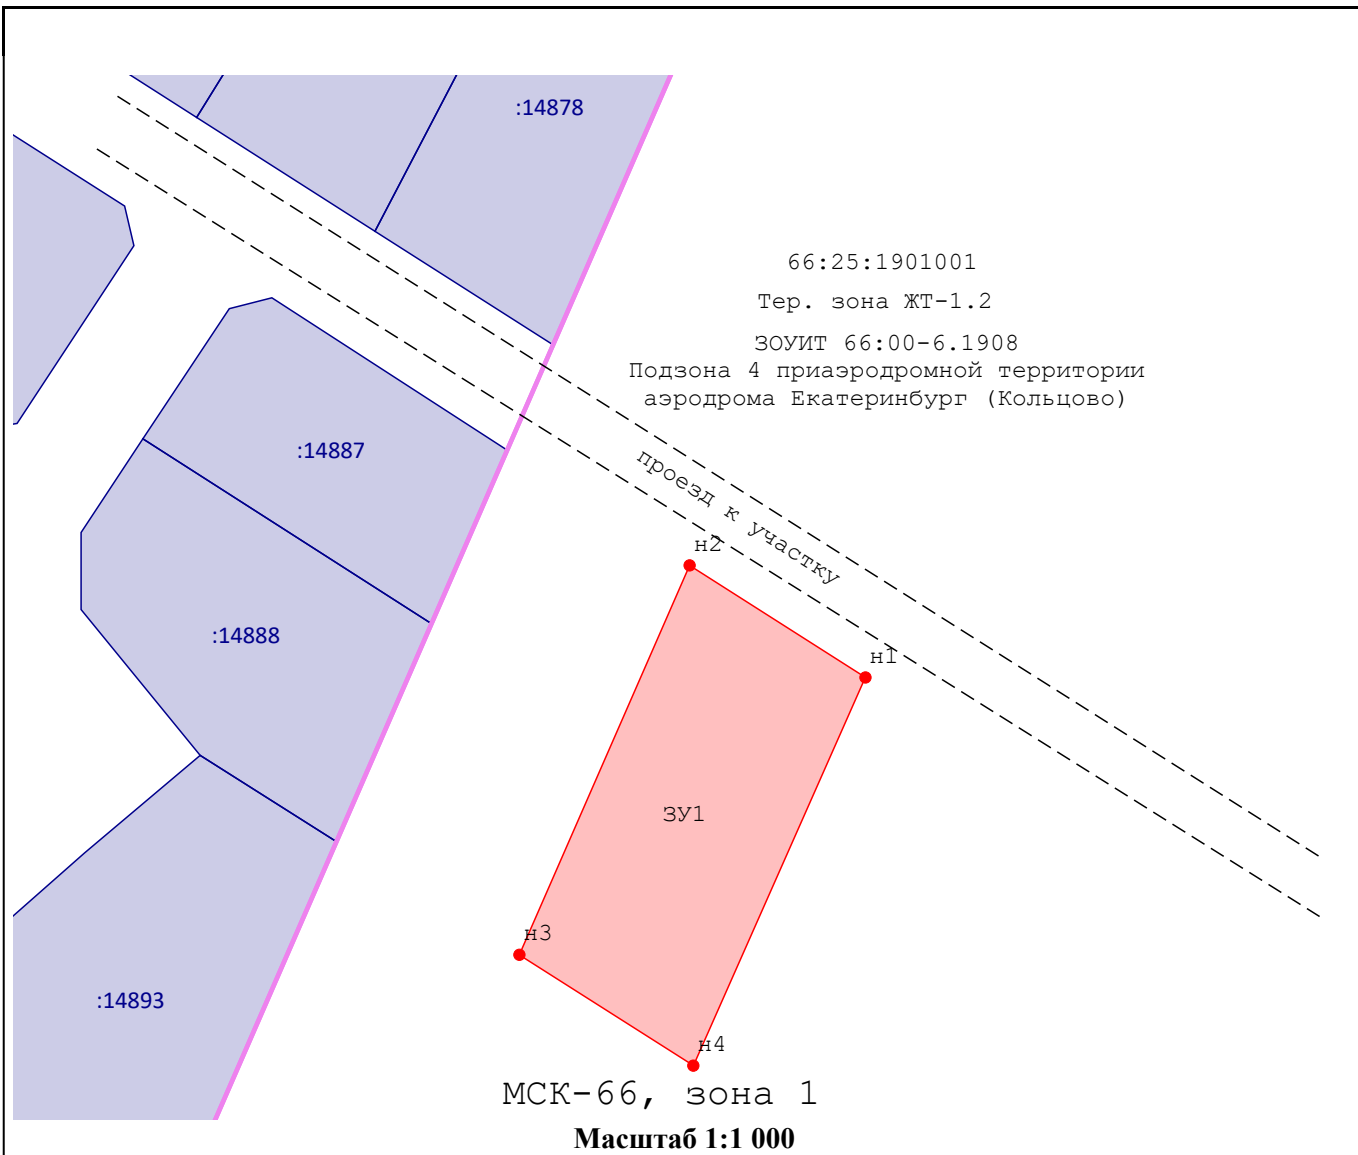 :14878
66:25:1901001
Тер. зона ЖТ-1.2
ЗОУИТ 66:00-6.1908
Подзона 4 приаэродромной территории
аэродрома Екатеринбург (Кольцово)
:14887
проезд к участку
н2
:14888
н1
ЗУ1
н3
:14893
н4
МСК-66, зона 1
Масштаб 1:1 000